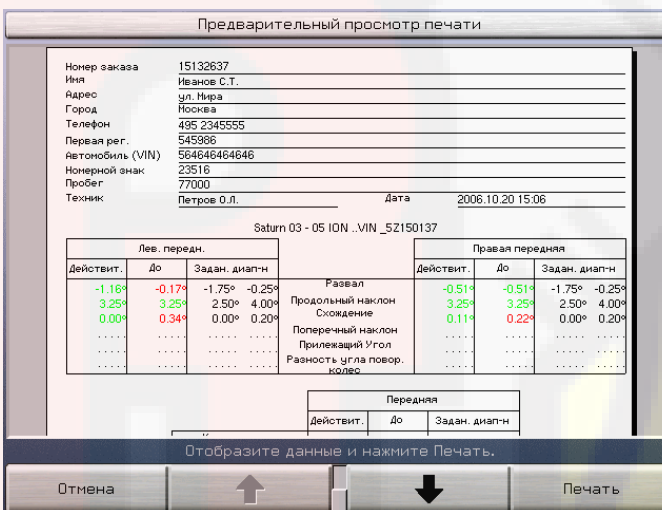 Предварительный просмотр печати
Номер заказа 15132637
Имя Иванов С.Т.
Адрес ул. Мира
Город Москва
Телефон 495 2345555
Первая рег. 545986
Автомобиль (VIN) 564646464646
Номерной знак 23516
Пробег 77000
Техник Петров О.Л. Дата 2006.10.20 15:06
Saturn 03 - 05 ION ..VIN _5Z150137
Лев. передн. Правая передняя
Действит. До Задан. диап-н Действит. До Задан. диап-н
-1.16° -0.17° -1.75° -0.25° Развал -0.51° -0.51° -1.75° -0.25°
3.25° 3.25° 2.50° 4.00° Продольный наклон 3.25° 3.25° 2.50° 4.00°
0.00° 0.34° 0.00° 0.20° Схождение 0.11° 0.22° 0.00° 0.20°
..... ..... ..... ..... Поперечный наклон ..... ..... ..... .....
..... ..... ..... ..... Прилежащий Угол ..... ..... ..... .....
..... ..... ..... ..... Разность угла повор. ..... ..... ..... .....
колес
Передняя
Действит. До Задан. диап-н
Отобразите данные и нажмите Печать.
Отмена Печать